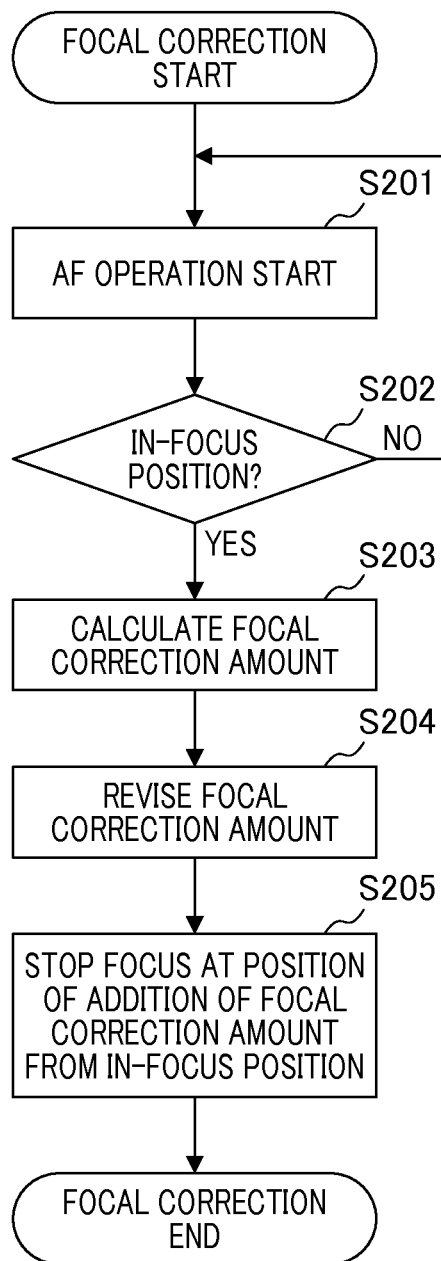 FOCAL CORRECTION
START
S201
AF OPERATION START
S202
IN-FOCUS
POSITION?
NO
YES
S203
CALCULATE FOCAL
CORRECTION AMOUNT
S204
REVISE FOCAL
CORRECTION AMOUNT
S205
STOP FOCUS AT POSITION
OF ADDITION OF FOCAL
CORRECTION AMOUNT
FROM IN-FOCUS POSITION
FOCAL CORRECTION
END